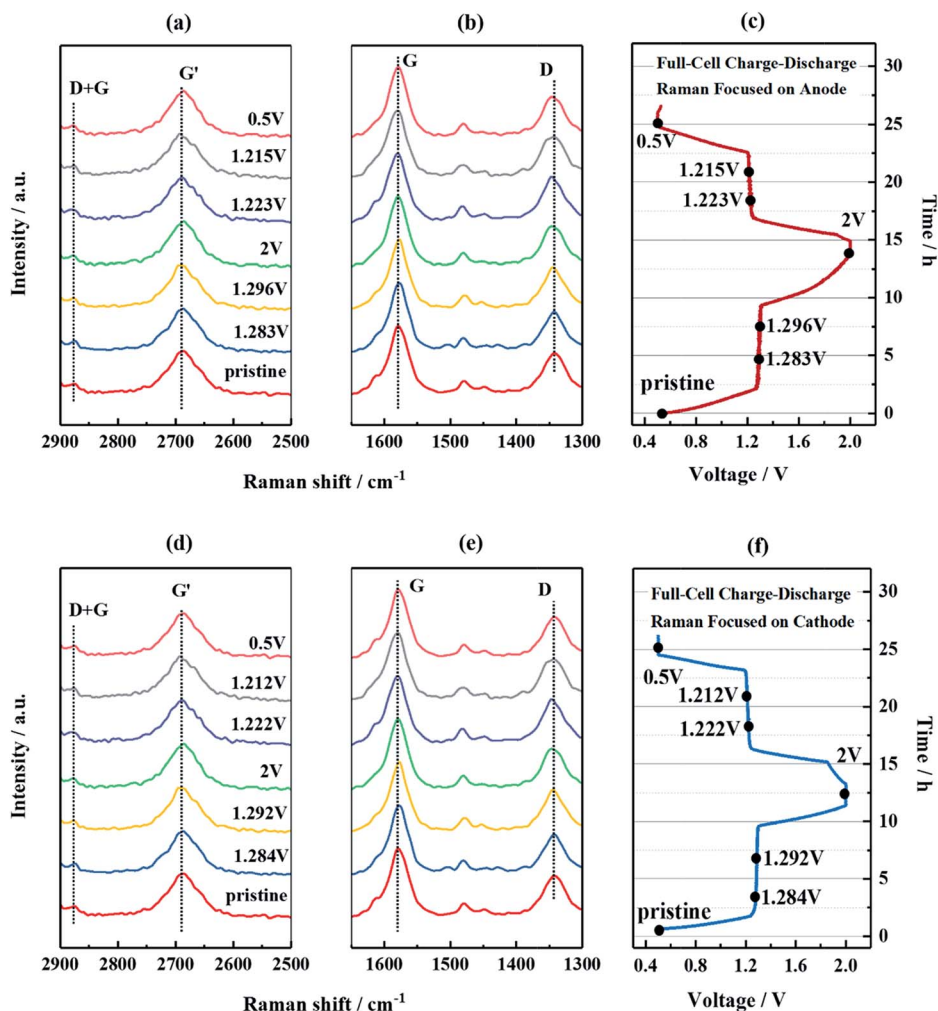 (a)
(b)
(c)
D+G
G'
0.5V
1.215V
1.223V
2V
1.296V
1.283V
pristine
Intensity / a.u.
2900 2800 2700 2600 2500
G
D
1600 1500 1400 1300
Raman shift / cm⁻¹
Full-Cell Charge-Discharge
Raman Focused on Anode
0.5V
1.215V
1.223V
2V
1.296V
1.283V
pristine
30
25
20
15
10
5
0
Time / h
0.4 0.8 1.2 1.6 2.0
Voltage / V
(d)
(e)
(f)
D+G
G'
0.5V
1.212V
1.222V
2V
1.292V
1.284V
pristine
Intensity / a.u.
2900 2800 2700 2600 2500
G
D
1600 1500 1400 1300
Raman shift / cm⁻¹
Full-Cell Charge-Discharge
Raman Focused on Cathode
0.5V
1.212V
1.222V
2V
1.292V
1.284V
pristine
30
25
20
15
10
5
0
Time / h
0.4 0.8 1.2 1.6 2.0
Voltage / V